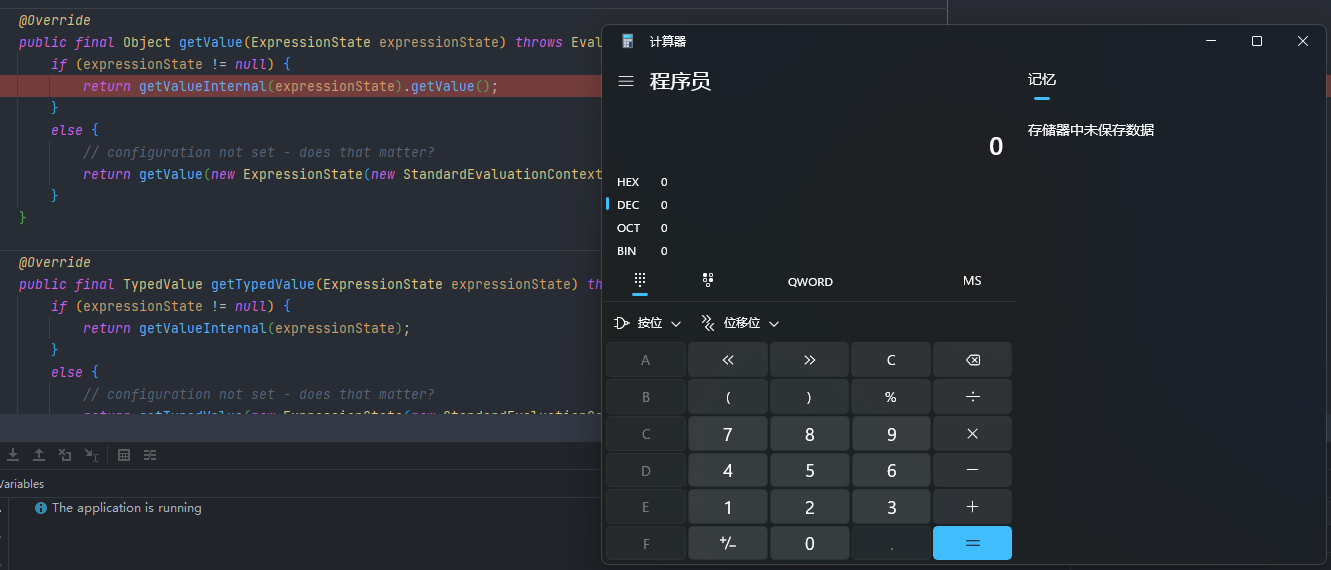 @Override
public final Object getValue(ExpressionState expressionState) throws Eval
if (expressionState != null) {
return getValueInternal(expressionState).getValue();
}
else {
// configuration not set - does that matter?
return getValue(new ExpressionState(new StandardEvaluationContext
}
}
@Override
public final TypedValue getTypedValue(ExpressionState expressionState) th
if (expressionState != null) {
return getValueInternal(expressionState);
}
else {
// configuration not set - does that matter?
Variables
The application is running
计算器
程序员
0
HEX 0
DEC 0
OCT 0
BIN 0
QWORD MS
按位 位移位
A « » C
B ( ) % ÷
C 7 8 9 ×
D 4 5 6 −
E 1 2 3 +
F +/− 0 . =
记忆
存储器中未保存数据